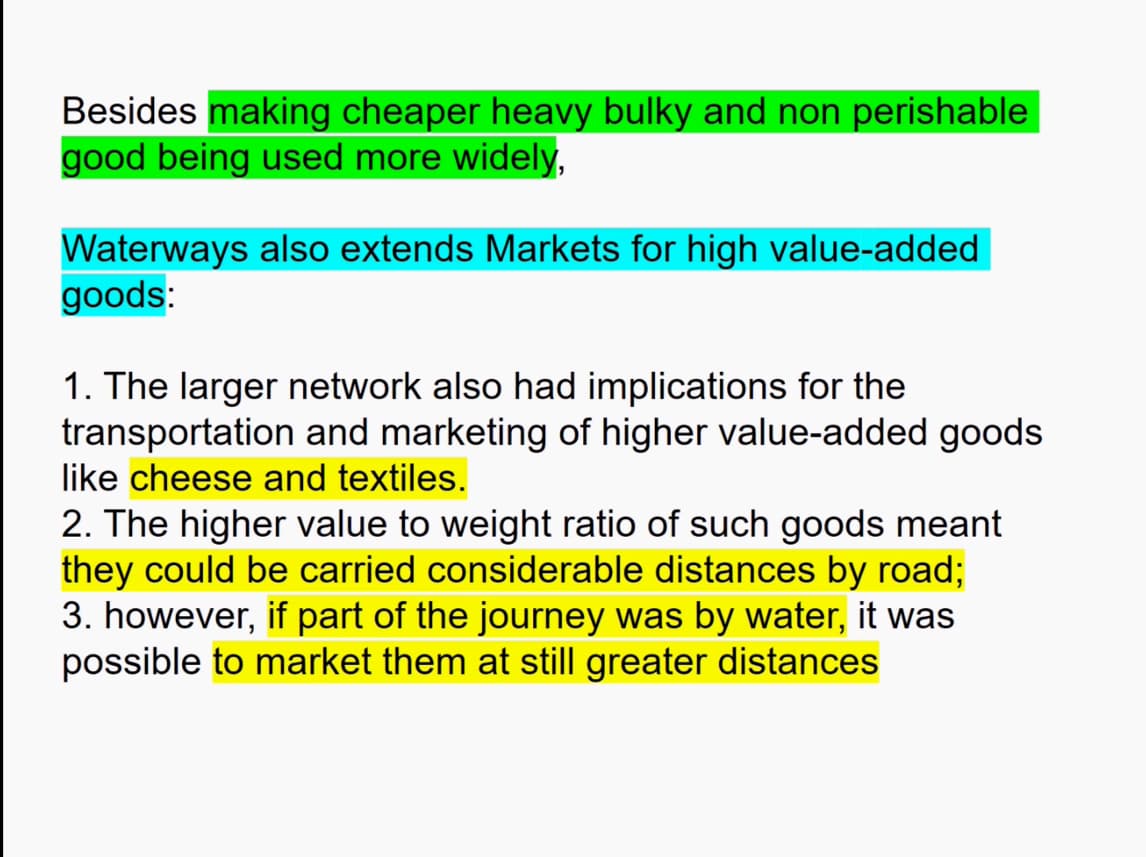 Besides making cheaper heavy bulky and non perishable
good being used more widely,
Waterways also extends Markets for high value-added
goods:
1. The larger network also had implications for the
transportation and marketing of higher value-added goods
like cheese and textiles.
2. The higher value to weight ratio of such goods meant
they could be carried considerable distances by road;
3. however, if part of the journey was by water, it was
possible to market them at still greater distances